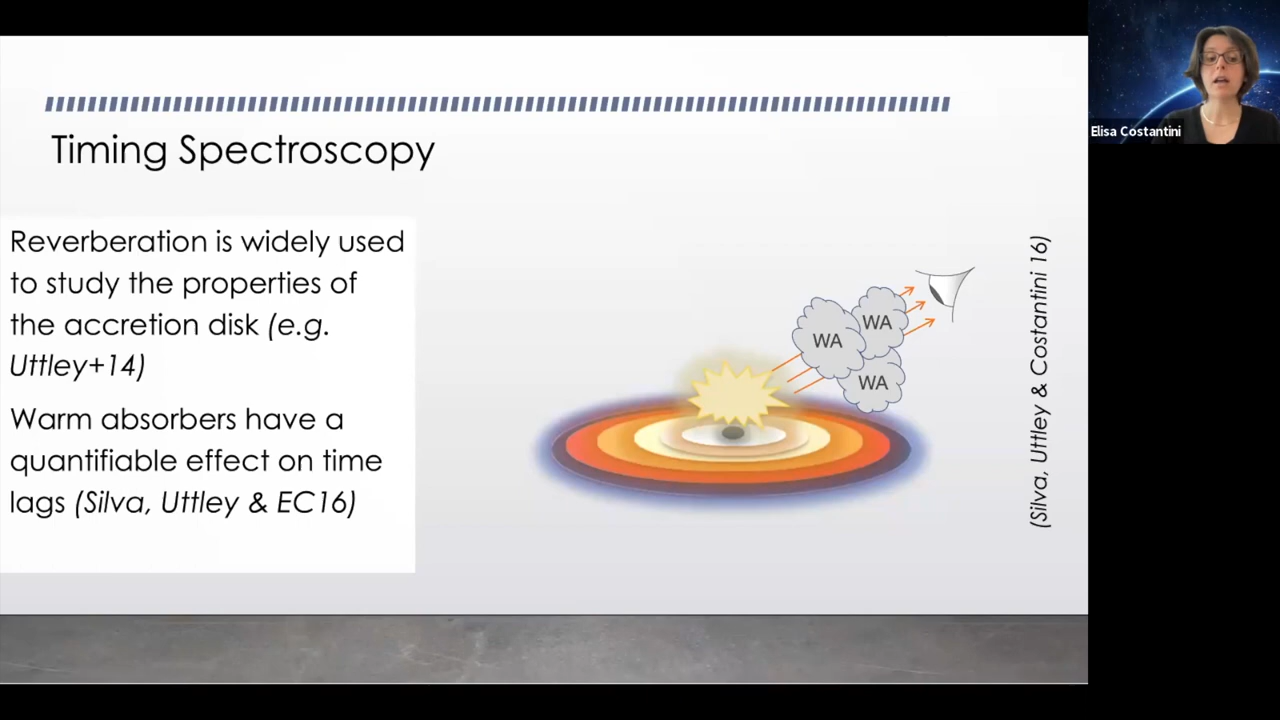 Timing Spectroscopy
Reverberation is widely used
to study the properties of
the accretion disk (e.g.
Uttley+14)
Warm absorbers have a
quantifiable effect on time
lags (Silva, Uttley & EC16)
WA
WA
WA
(Silva, Uttley & Costantini 16)
Elisa Costantini